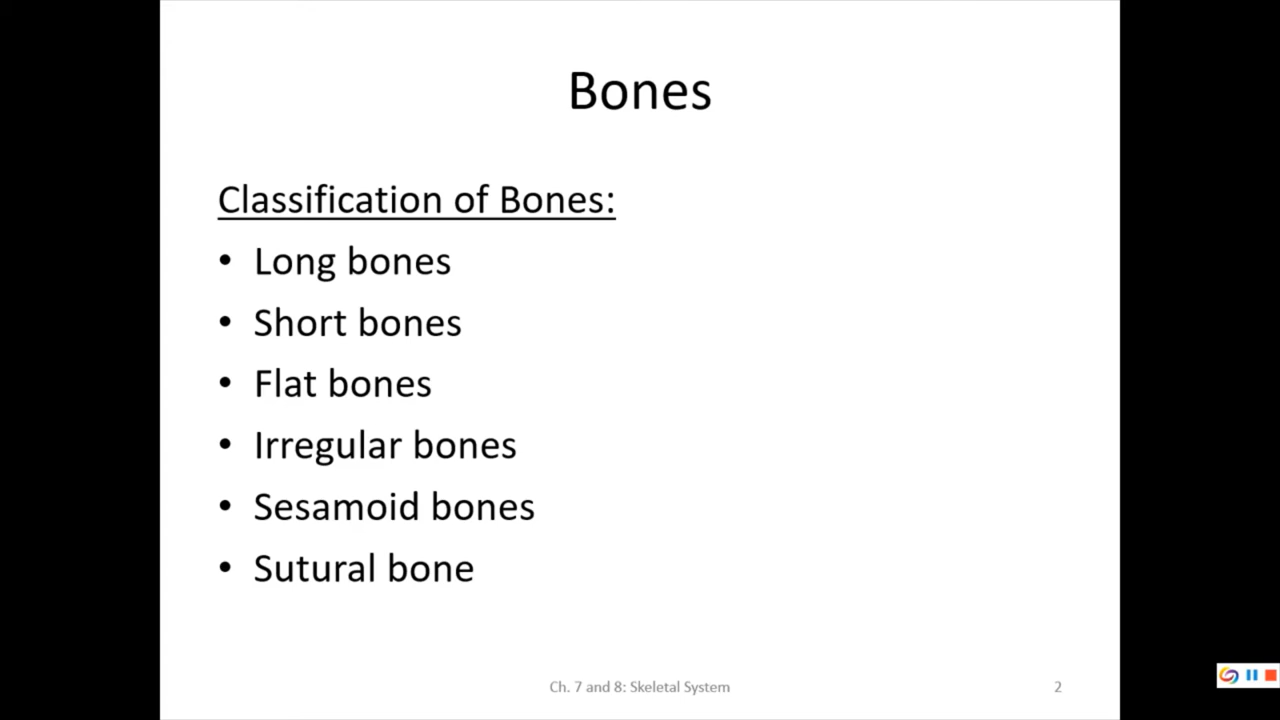 Bones
Classification of Bones:
• Long bones
• Short bones
• Flat bones
• Irregular bones
• Sesamoid bones
• Sutural bone
Ch. 7 and 8: Skeletal System
2